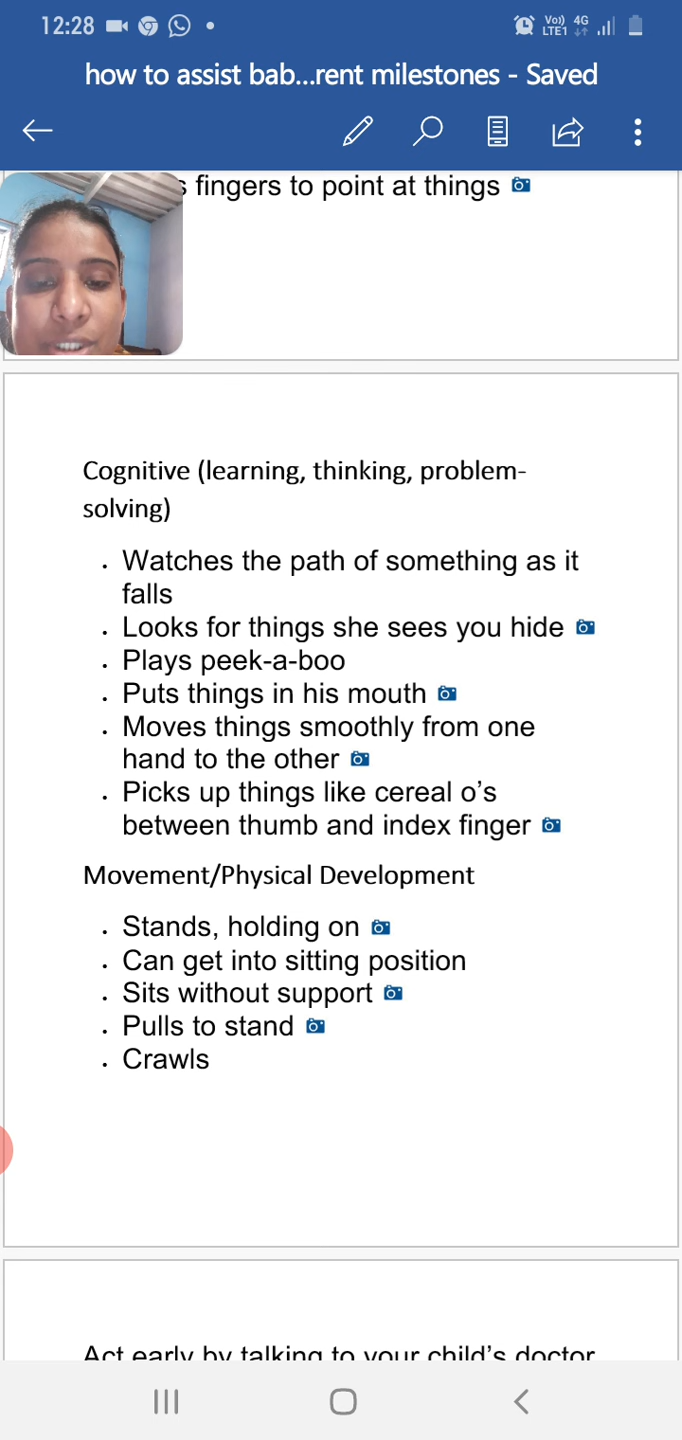 12:28
Vo)) 4G
LTE1
how to assist bab...rent milestones - Saved
fingers to point at things
Cognitive (learning, thinking, problem-
solving)
• Watches the path of something as it
falls
• Looks for things she sees you hide
• Plays peek-a-boo
• Puts things in his mouth
• Moves things smoothly from one
hand to the other
• Picks up things like cereal o's
between thumb and index finger
Movement/Physical Development
• Stands, holding on
• Can get into sitting position
• Sits without support
• Pulls to stand
• Crawls
Act early by talking to your child's doctor